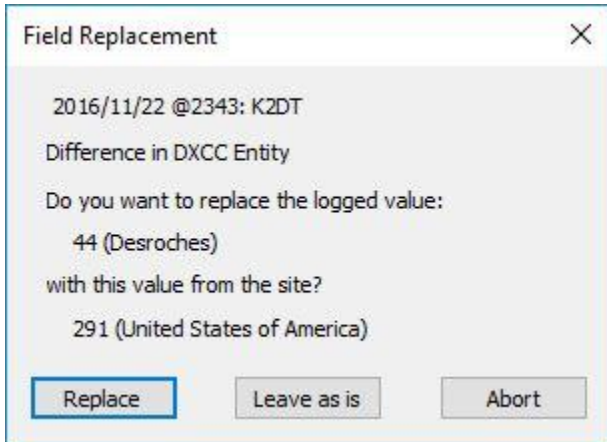 Field Replacement
2016/11/22 @2343: K2DT
Difference in DXCC Entity
Do you want to replace the logged value:
44 (Desroches)
with this value from the site?
291 (United States of America)
Replace Leave as is Abort